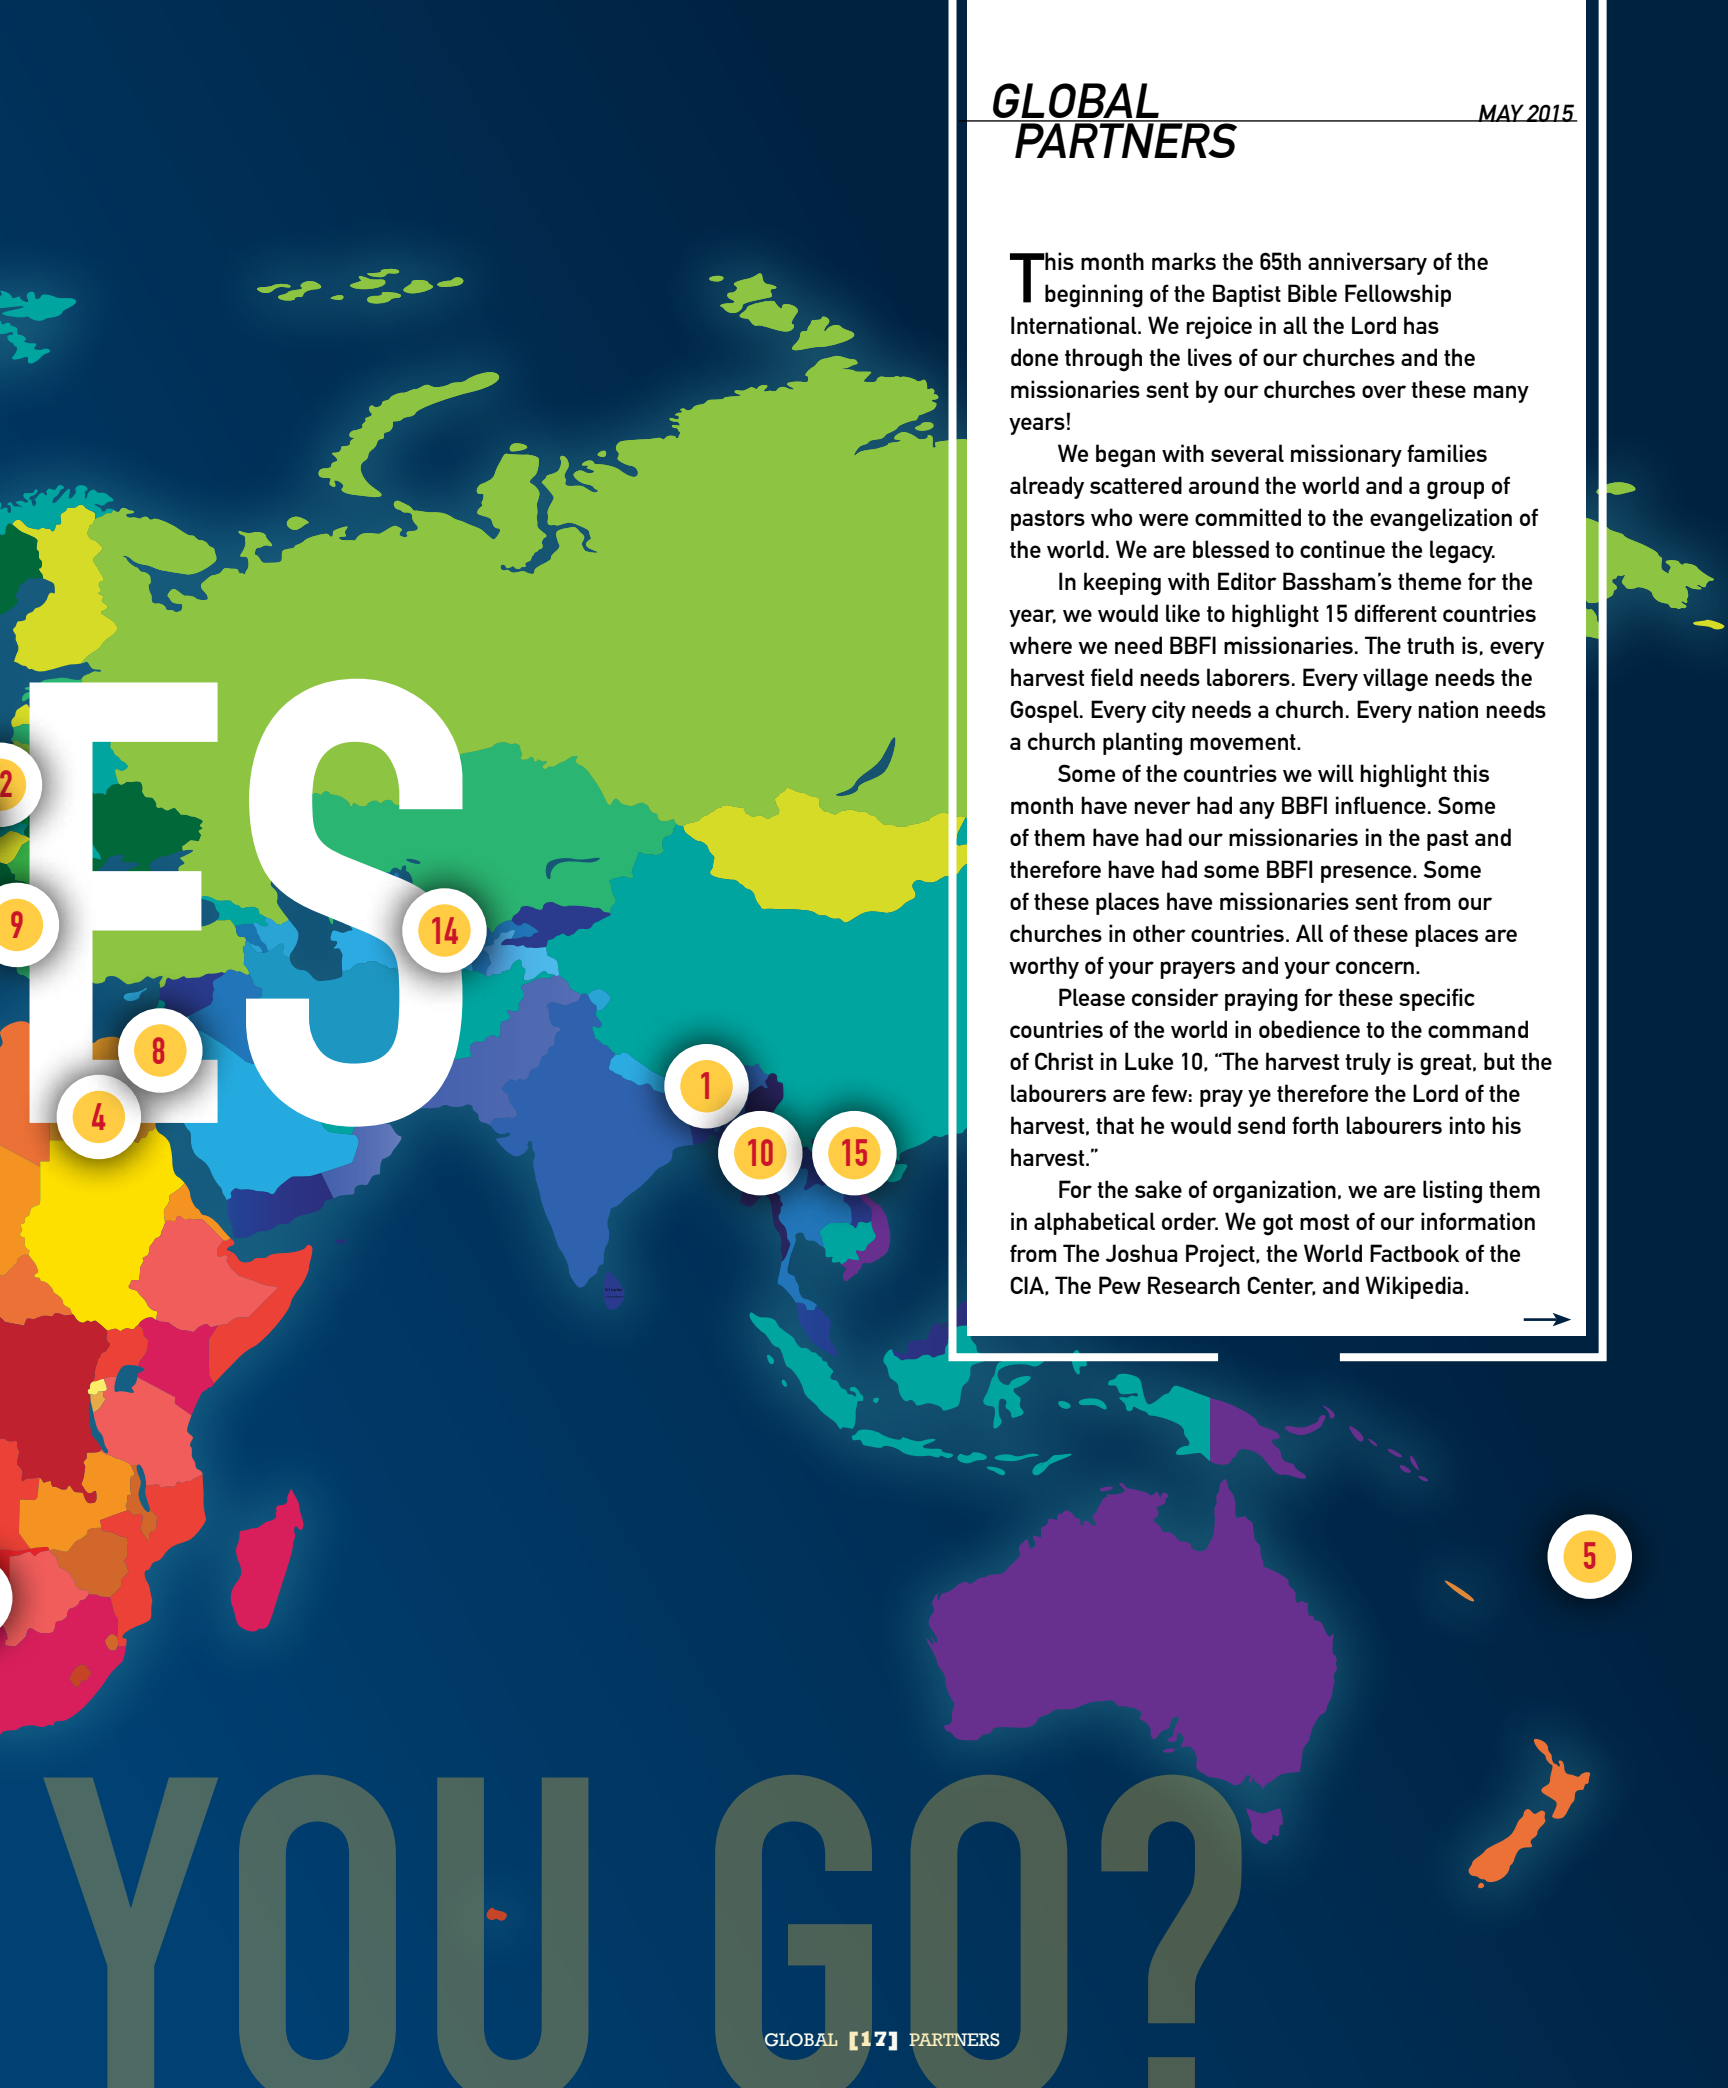 GLOBAL
PARTNERS
MAY 2015
This month marks the 65th anniversary of the
beginning of the Baptist Bible Fellowship
International. We rejoice in all the Lord has
done through the lives of our churches and the
missionaries sent by our churches over these many
years!
We began with several missionary families
already scattered around the world and a group of
pastors who were committed to the evangelization of
the world. We are blessed to continue the legacy.
In keeping with Editor Bassham’s theme for the
year, we would like to highlight 15 different countries
where we need BBFI missionaries. The truth is, every
harvest field needs laborers. Every village needs the
Gospel. Every city needs a church. Every nation needs
a church planting movement.
Some of the countries we will highlight this
month have never had any BBFI influence. Some
of them have had our missionaries in the past and
therefore have had some BBFI presence. Some
of these places have missionaries sent from our
churches in other countries. All of these places are
worthy of your prayers and your concern.
Please consider praying for these specific
countries of the world in obedience to the command
of Christ in Luke 10, “The harvest truly is great, but the
labourers are few: pray ye therefore the Lord of the
harvest, that he would send forth labourers into his
harvest.”
For the sake of organization, we are listing them
in alphabetical order. We got most of our information
from The Joshua Project, the World Factbook of the
CIA, The Pew Research Center, and Wikipedia.
ES
2
9
14
8
4
1
10
15
5
YOU GO?
GLOBAL [17] PARTNERS